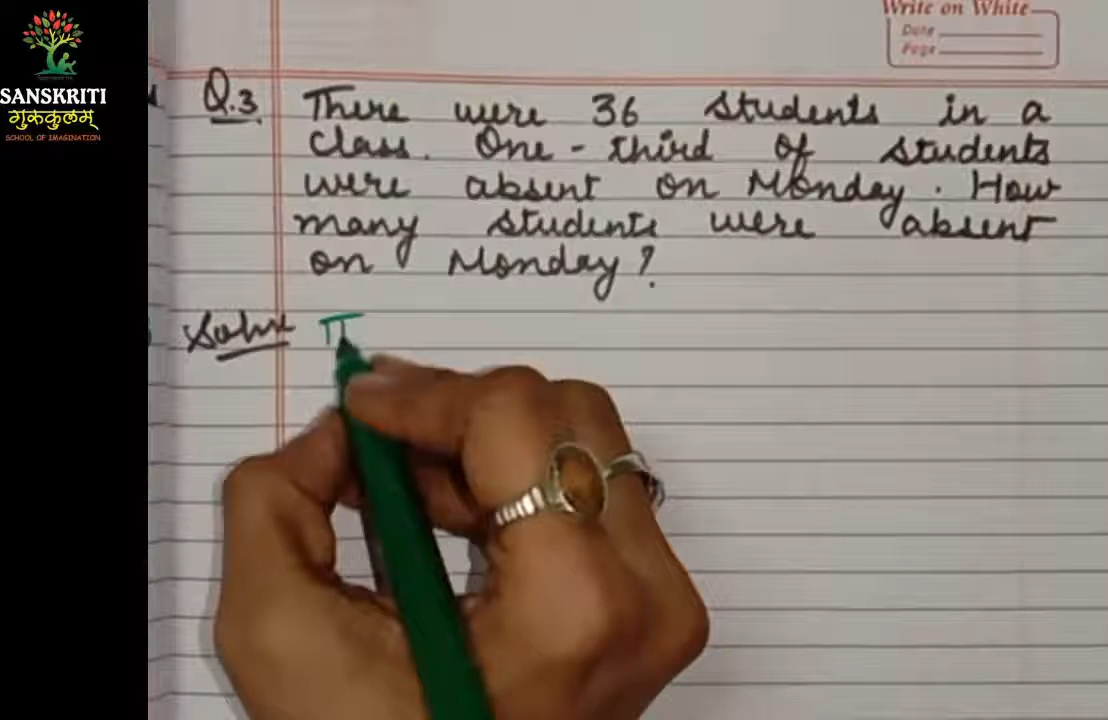 Write on White
Date
Page
SANSKRITI
गुरुकुलम्
SCHOOL OF IMAGINATION
Q.3. There were 36 students in a
class. One-third of students
were absent on Monday. How
many students were absent
on Monday?
Soln